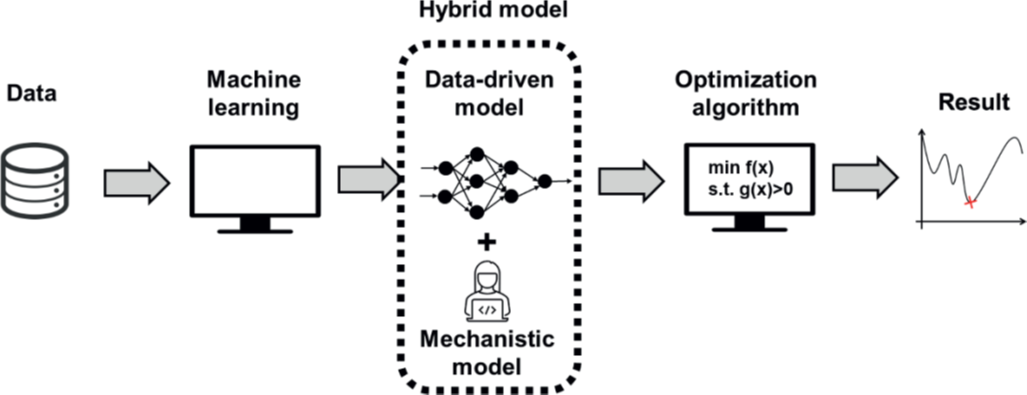 Hybrid model
Data
Machine
learning
Data-driven
model
+
</>
Mechanistic
model
Optimization
algorithm
min f(x)
s.t. g(x)>0
Result